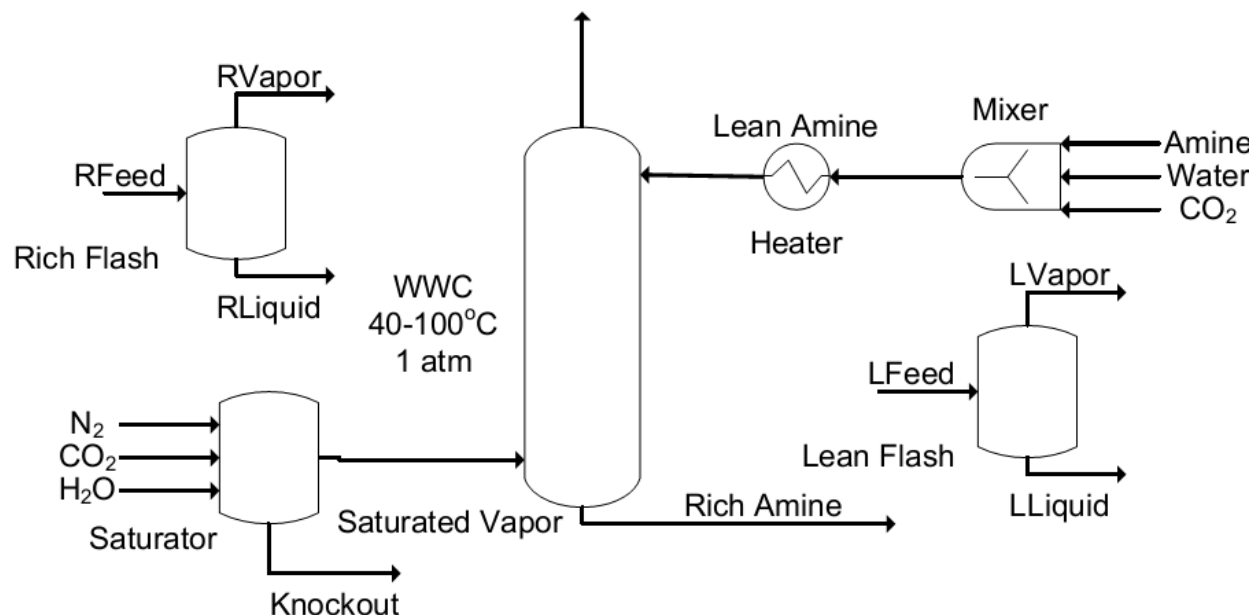 RVapor
RFeed
Rich Flash
RLiquid
WWC
40-100°C
1 atm
Lean Amine
Heater
Mixer
Amine
Water
CO₂
LVapor
LFeed
Lean Flash
LLiquid
N₂
CO₂
H₂O
Saturator
Saturated Vapor
Knockout
Rich Amine